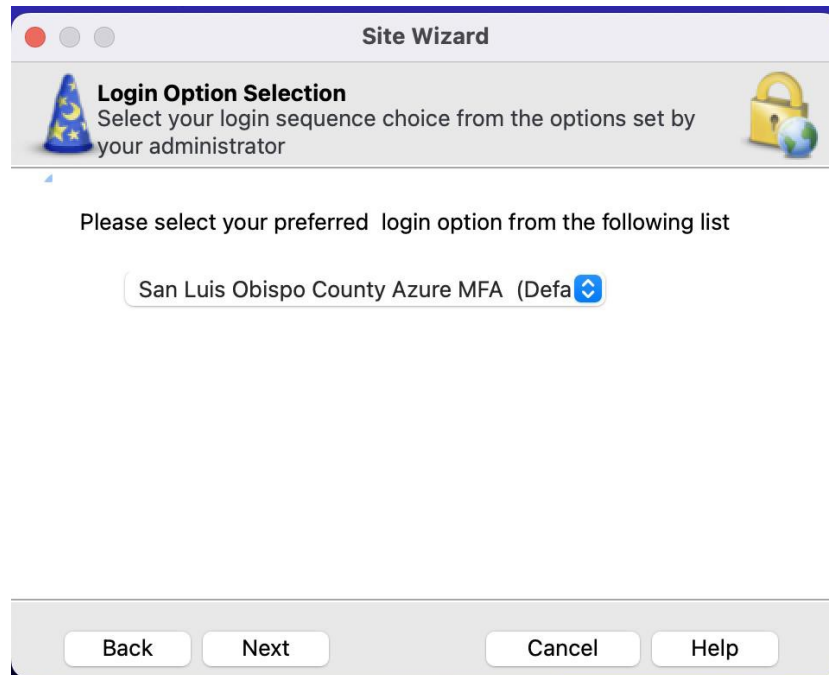 Site Wizard
Login Option Selection
Select your login sequence choice from the options set by
your administrator
Please select your preferred  login option from the following list
San Luis Obispo County Azure MFA  (Defa
Back
Next
Cancel
Help